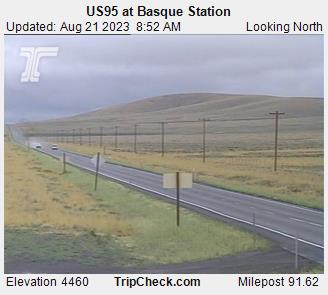 US95 at Basque Station
Updated: Aug 21 2023 8:52 AM Looking North
Elevation 4460 TripCheck.com Milepost 91.62